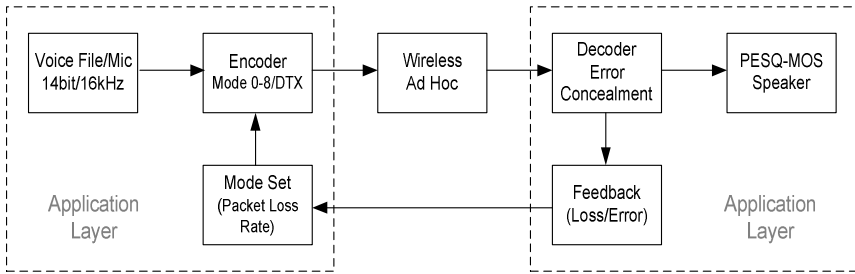 Voice File/Mic
14bit/16kHz
Encoder
Mode 0-8/DTX
Wireless
Ad Hoc
Decoder
Error
Concealment
PESQ-MOS
Speaker
Application
Layer
Mode Set
(Packet Loss
Rate)
Feedback
(Loss/Error)
Application
Layer